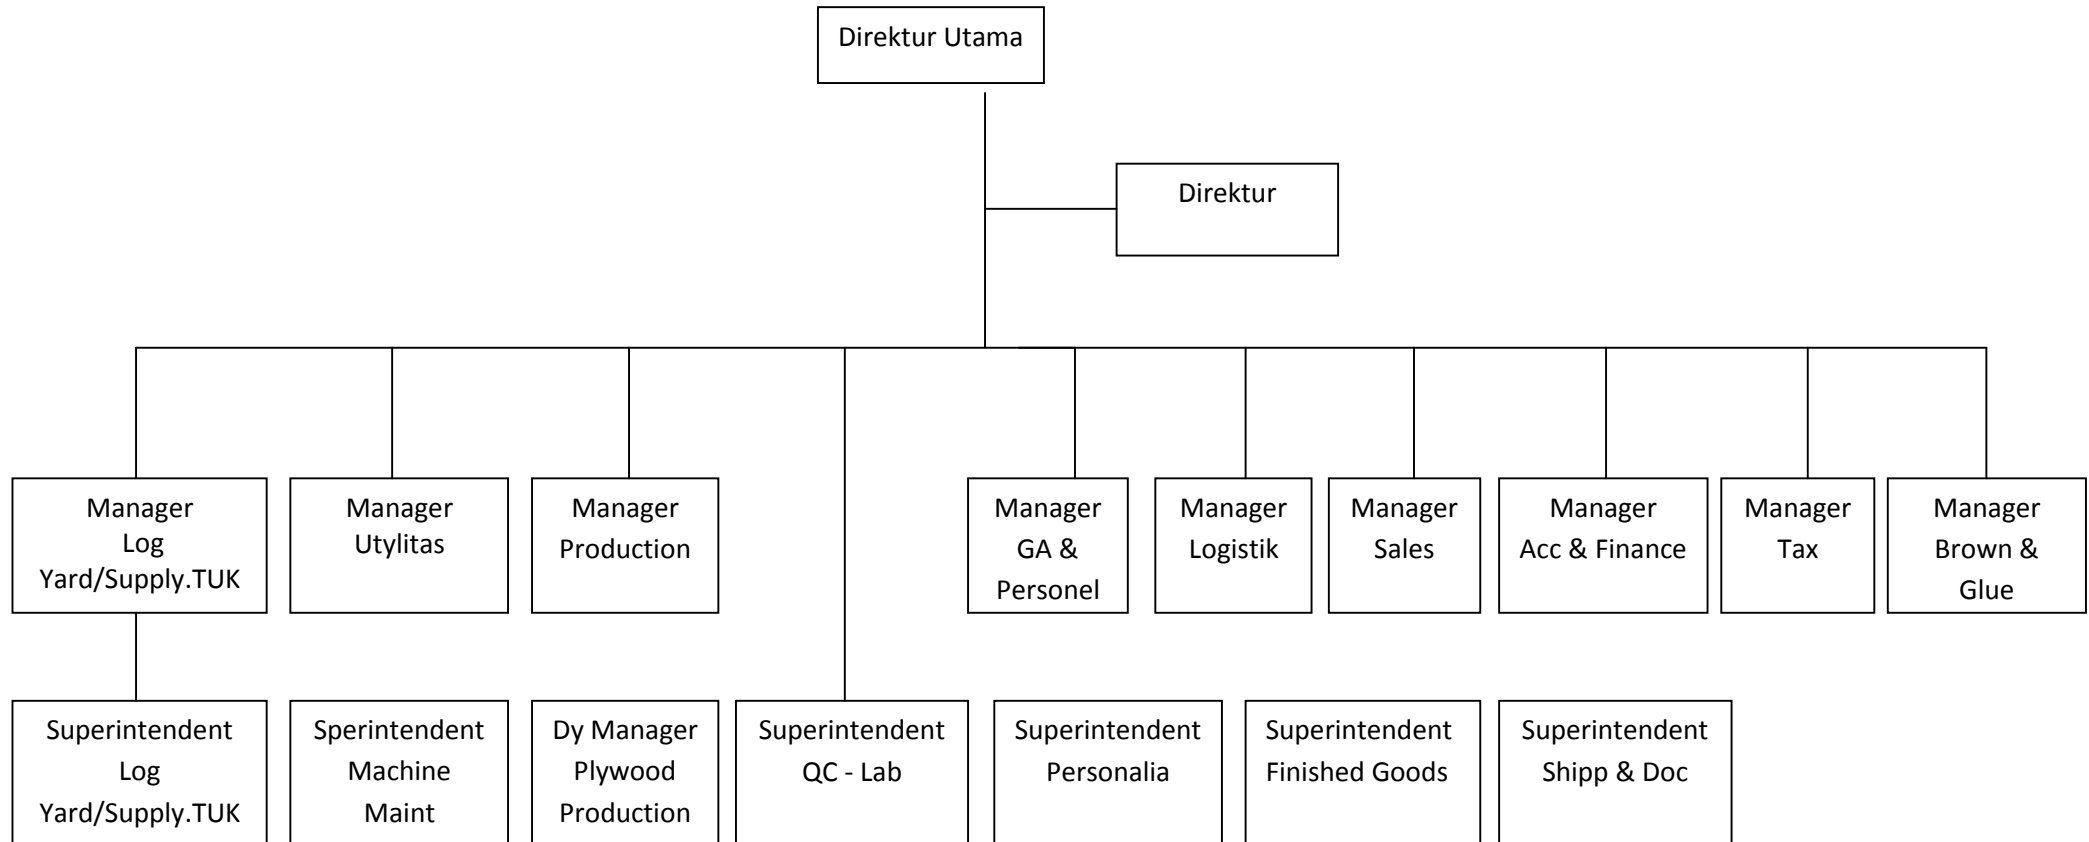 Direktur Utama
Direktur
Manager
Log
Yard/Supply.TUK
Manager
Utylitas
Manager
Production
Manager
GA &
Personel
Manager
Logistik
Manager
Sales
Manager
Acc & Finance
Manager
Tax
Manager
Brown &
Glue
Superintendent
Log
Yard/Supply.TUK
Sperintendent
Machine
Maint
Dy Manager
Plywood
Production
Superintendent
QC - Lab
Superintendent
Personalia
Superintendent
Finished Goods
Superintendent
Shipp & Doc